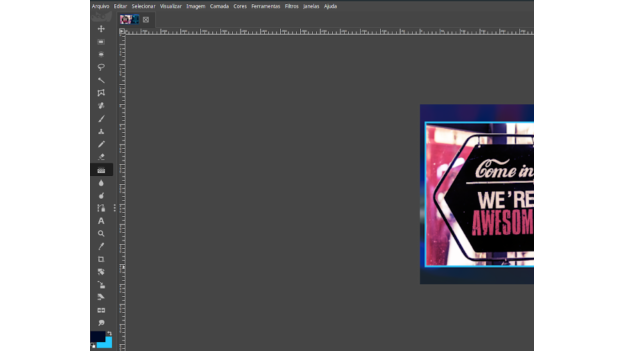 Arquivo Editar Selecionar Visualizar Imagem Camada Cores Ferramentas Filtros Janelas Ajuda
Come in
WE'RE
AWESOM